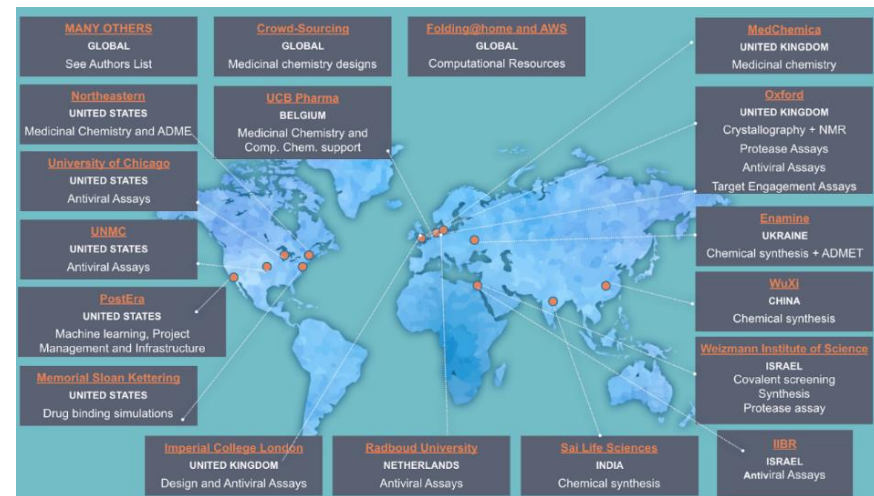 MANY OTHERS
GLOBAL
See Authors List
Crowd-Sourcing
GLOBAL
Medicinal chemistry designs
Folding@home and AWS
GLOBAL
Computational Resources
MedChemica
UNITED KINGDOM
Medicinal chemistry
Northeastern
UNITED STATES
Medicinal Chemistry and ADME
UCB Pharma
BELGIUM
Medicinal Chemistry and
Comp. Chem. support
Oxford
UNITED KINGDOM
Crystallography + NMR
Protease Assays
Antiviral Assays
Target Engagement Assays
University of Chicago
UNITED STATES
Antiviral Assays
UNMC
UNITED STATES
Antiviral Assays
Enamine
UKRAINE
Chemical synthesis + ADMET
PostEra
UNITED STATES
Machine learning, Project
Management and Infrastructure
WuXi
CHINA
Chemical synthesis
Weizmann Institute of Science
ISRAEL
Covalent screening
Synthesis
Protease assay
Memorial Sloan Kettering
UNITED STATES
Drug binding simulations
Imperial College London
UNITED KINGDOM
Design and Antiviral Assays
Radboud University
NETHERLANDS
Antiviral Assays
Sai Life Sciences
INDIA
Chemical synthesis
IIBR
ISRAEL
Antiviral Assays